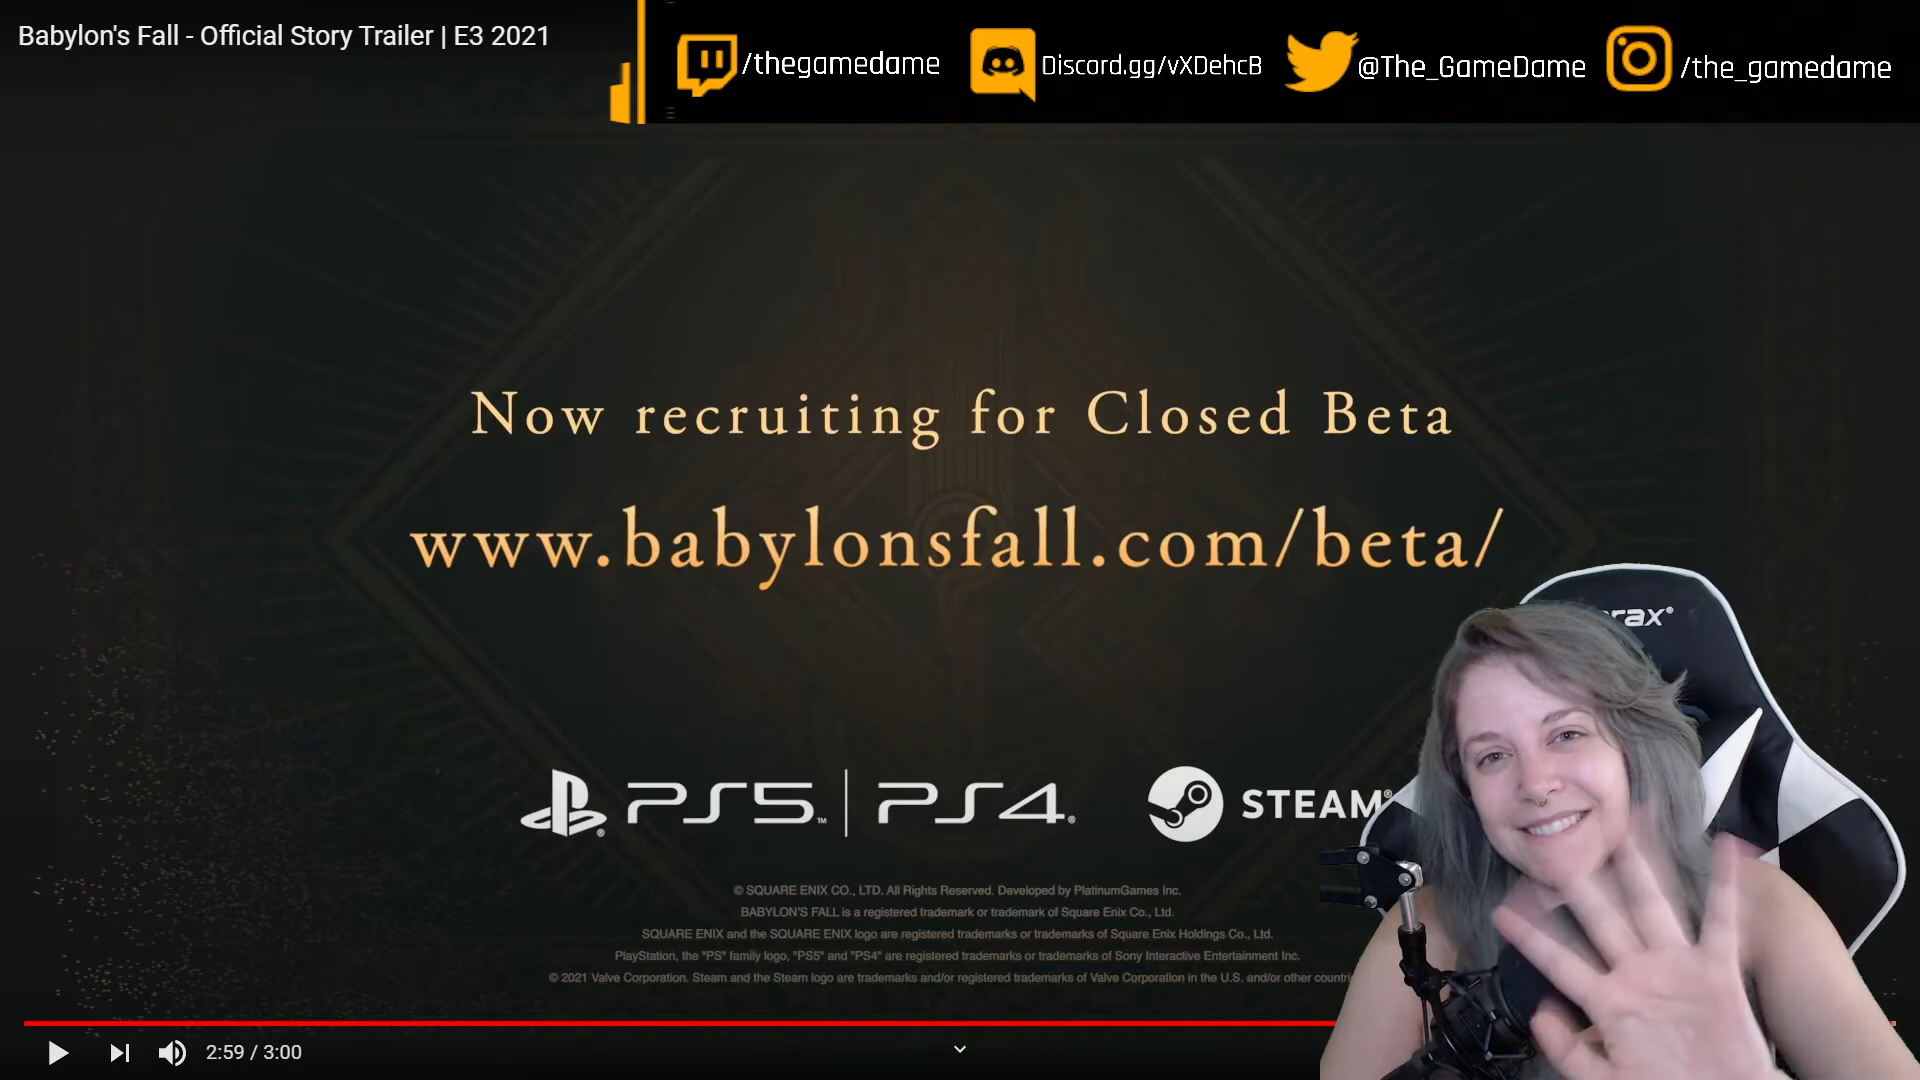 Babylon's Fall - Official Story Trailer | E3 2021
/thegamedame
Discord.gg/vXDehcB
@The_GameDame
/the_gamedame
Now recruiting for Closed Beta
www.babylonsfall.com/beta/
rax®
PS5™ | PS4®
STEAM®
© SQUARE ENIX CO., LTD. All Rights Reserved. Developed by PlatinumGames Inc.
BABYLON'S FALL is a registered trademark or trademark of Square Enix Co., Ltd.
SQUARE ENIX and the SQUARE ENIX logo are registered trademarks or trademarks of Square Enix Holdings Co., Ltd.
PlayStation, the "PS" family logo, "PS5" and "PS4" are registered trademarks or trademarks of Sony Interactive Entertainment Inc.
© 2021 Valve Corporation. Steam and the Steam logo are trademarks and/or registered trademarks of Valve Corporation in the U.S. and/or other
2:59 / 3:00